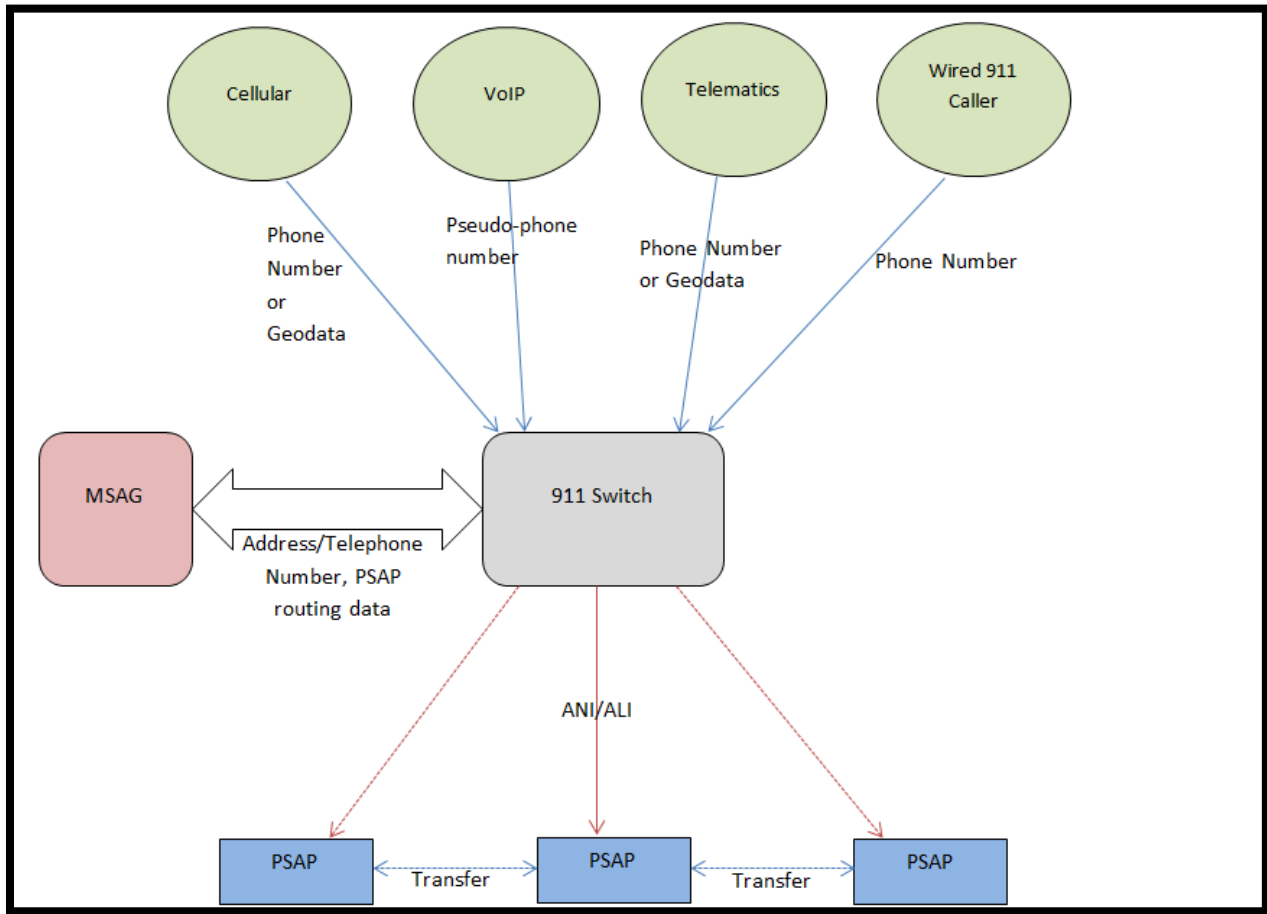 Cellular
VoIP
Telematics
Wired 911
Caller
Phone
Number
or
Geodata
Pseudo-phone
number
Phone Number
or Geodata
Phone Number
MSAG
911 Switch
Address/Telephone
Number, PSAP
routing data
ANI/ALI
PSAP
PSAP
PSAP
Transfer
Transfer